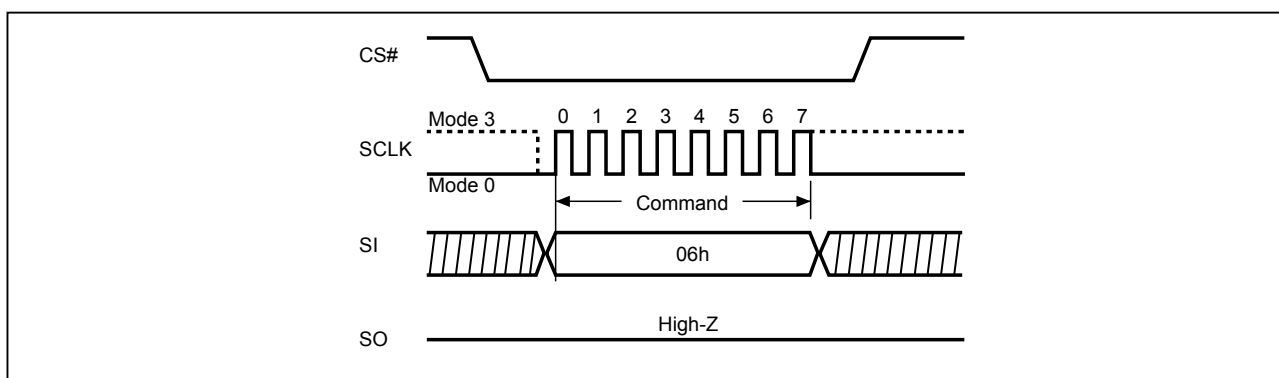 CS#
Mode 3
0 1 2 3 4 5 6 7
SCLK
Mode 0
Command
SI
06h
High-Z
SO